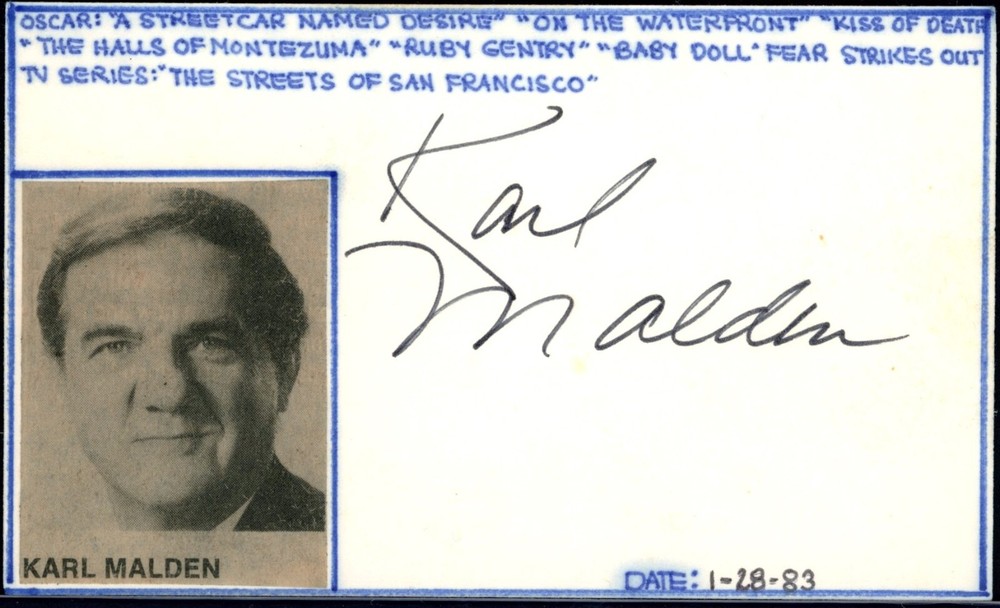 OSCAR: "A STREETCAR NAMED DESIRE" "ON THE WATERFRONT" "KISS OF DEATH
"THE HALLS OF MONTEZUMA" "RUBY GENTRY" "BABY DOLL" FEAR STRIKES OUT
TV SERIES: "THE STREETS OF SAN FRANCISCO"
Karl
Malden
KARL MALDEN
DATE: 1-28-83